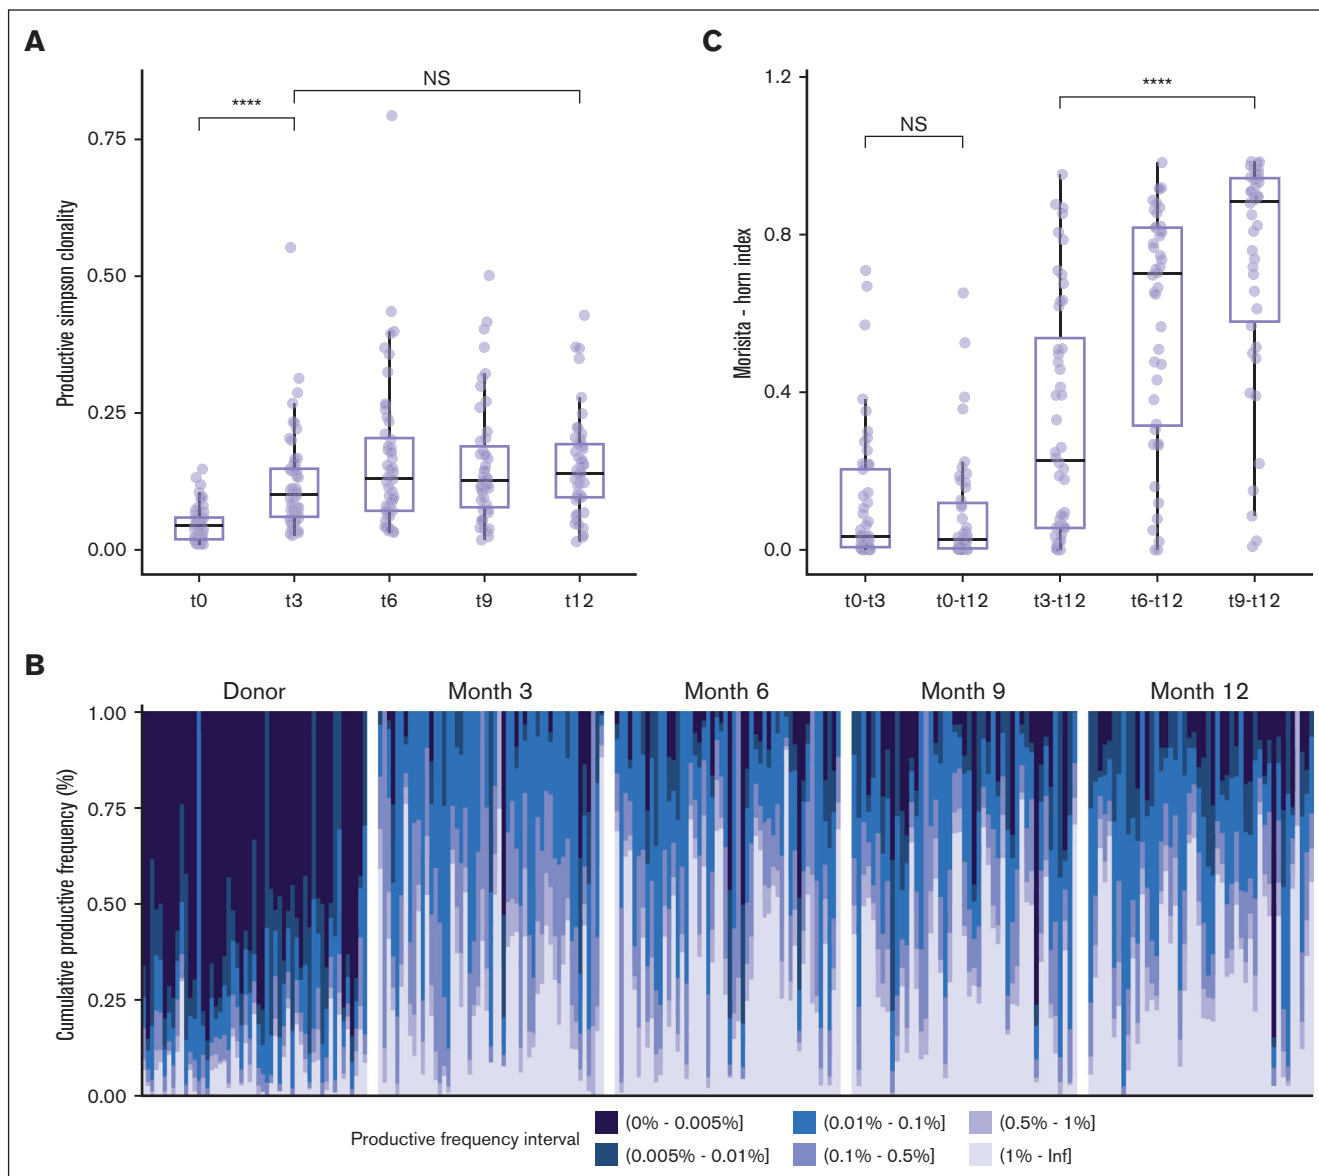 A
Productive simpson clonality
0.75
0.50
0.25
0.00
****
NS
t0 t3 t6 t9 t12
C
Morisita - horn index
1.2
0.8
0.4
0.0
NS
****
t0-t3 t0-t12 t3-t12 t6-t12 t9-t12
B
Donor Month 3 Month 6 Month 9 Month 12
Cumulative productive frequency (%)
1.00
0.75
0.50
0.25
0.00
Productive frequency interval
(0% - 0.005%] (0.01% - 0.1%] (0.5% - 1%]
(0.005% - 0.01%] (0.1% - 0.5%] (1% - Inf]